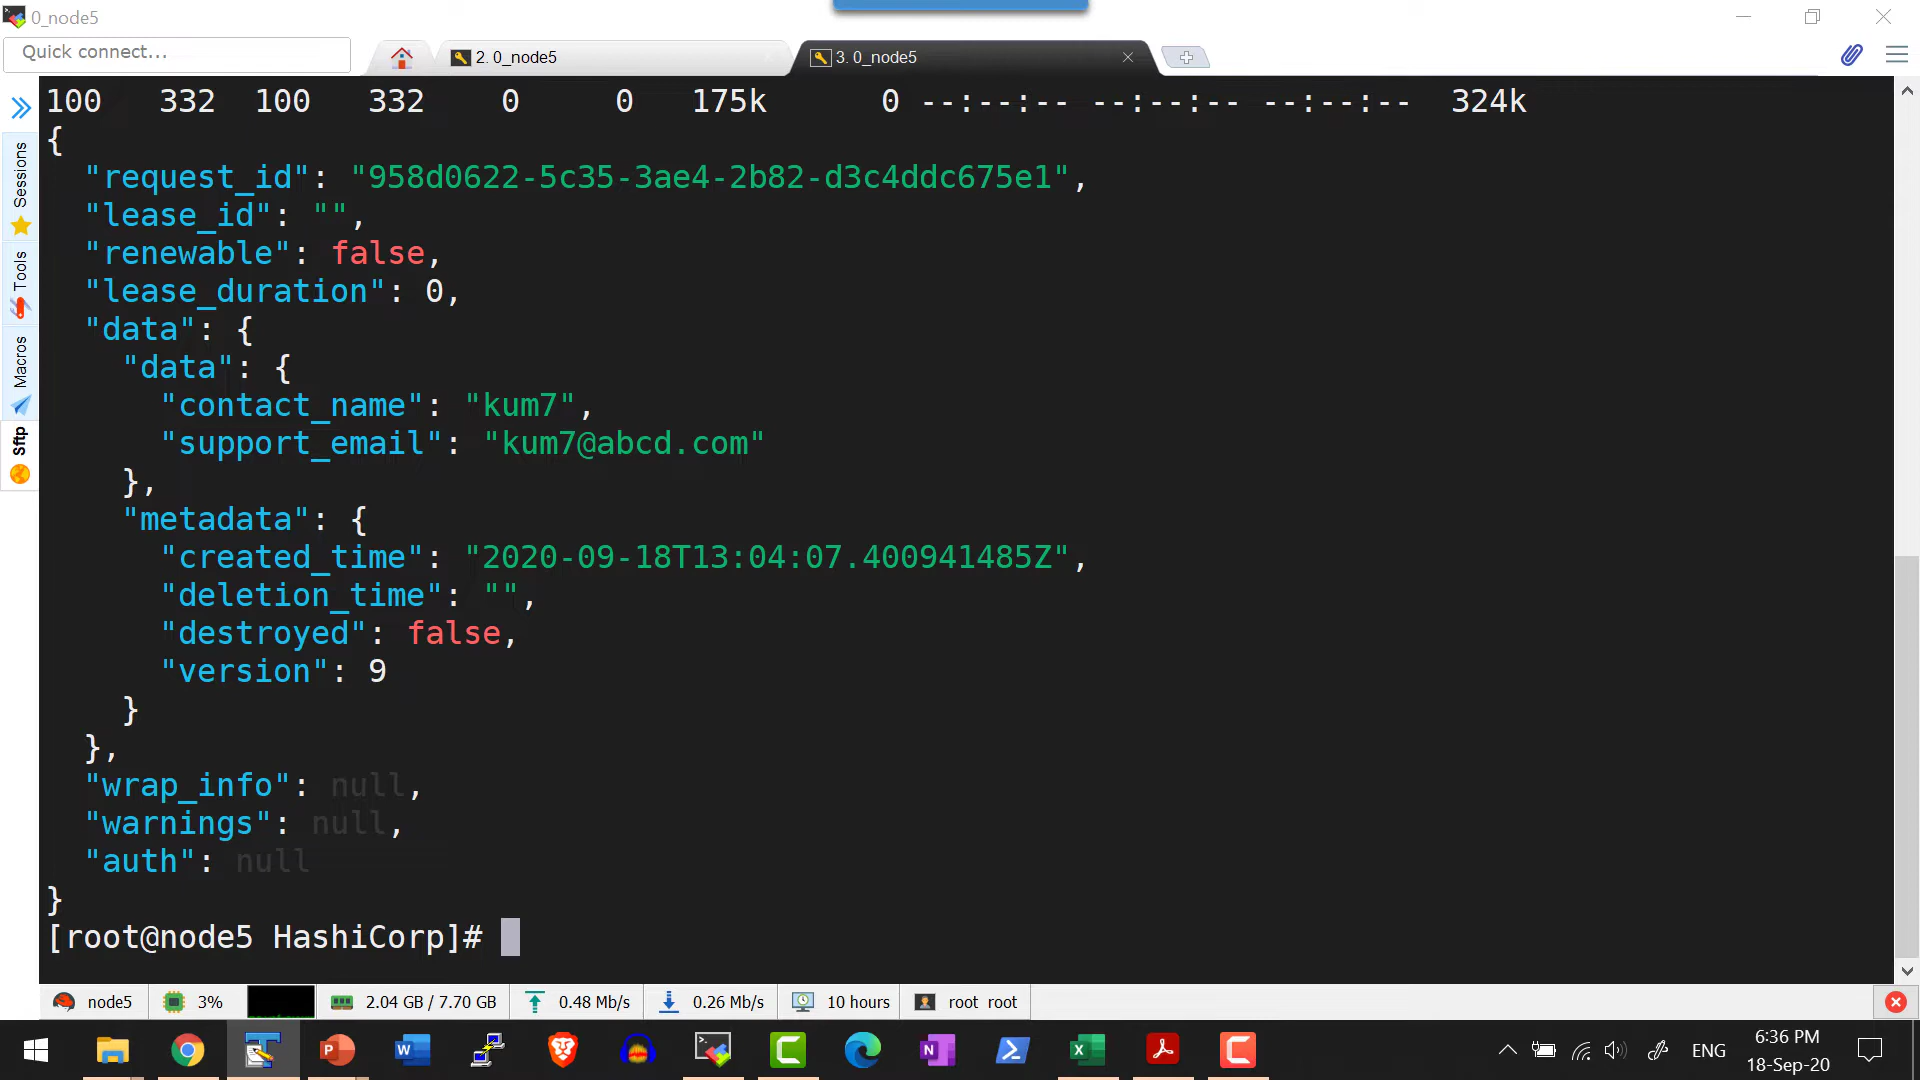 0_node5
Quick connect...
2. 0_node5
3. 0_node5
Sessions
Tools
Macros
Sftp
100   332  100   332    0     0   175k      0 --:--:-- --:--:-- --:--:--  324k
{
  "request_id": "958d0622-5c35-3ae4-2b82-d3c4ddc675e1",
  "lease_id": "",
  "renewable": false,
  "lease_duration": 0,
  "data": {
    "data": {
      "contact_name": "kum7",
      "support_email": "kum7@abcd.com"
    },
    "metadata": {
      "created_time": "2020-09-18T13:04:07.400941485Z",
      "deletion_time": "",
      "destroyed": false,
      "version": 9
    }
  },
  "wrap_info": null,
  "warnings": null,
  "auth": null
}
[root@node5 HashiCorp]#
node5
3%
2.04 GB / 7.70 GB
0.48 Mb/s
0.26 Mb/s
10 hours
root root
ENG
6:36 PM
18-Sep-20